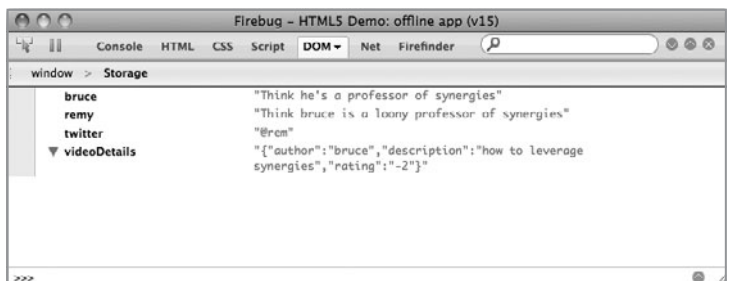 Firebug – HTML5 Demo: offline app (v15)
Console HTML CSS Script DOM Net Firefinder
window > Storage
bruce "Think he's a professor of synergies"
remy "Think bruce is a loony professor of synergies"
twitter "@rem"
videoDetails "{"author":"bruce","description":"how to leverage
synergies","rating":"-2"}"
>>>